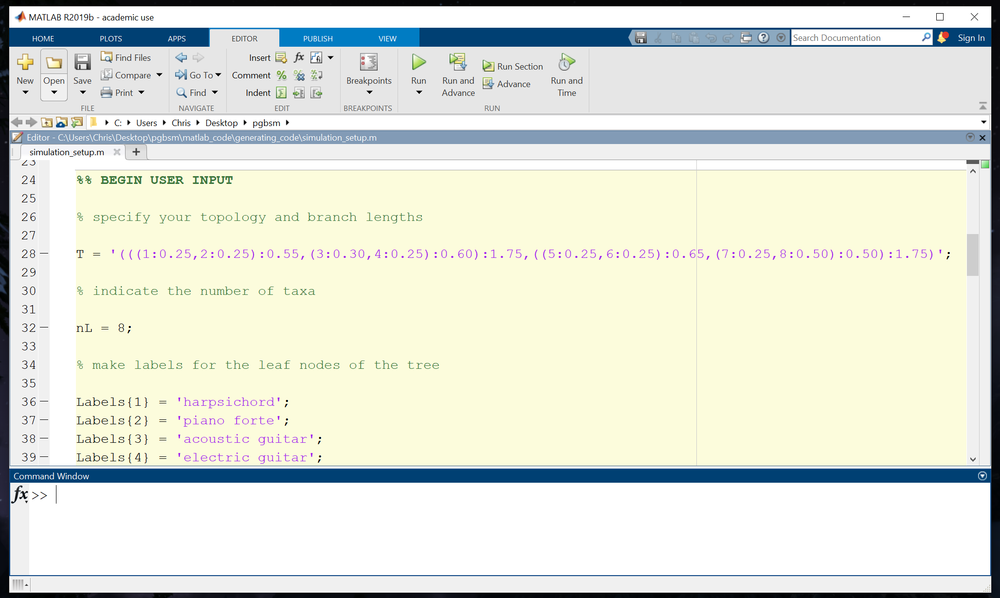 MATLAB R2019b - academic use
HOME PLOTS APPS EDITOR PUBLISH VIEW Search Documentation Sign In
New Open Save Find Files Compare Print
FILE
Go To Find
NAVIGATE
Insert fx fi
Comment % % %
Indent
EDIT
Breakpoints
BREAKPOINTS
Run Run and Advance Run Section Advance Run and Time
RUN
C: Users Chris Desktop pgbsm
Editor - C:\Users\Chris\Desktop\pgbsm\matlab_code\generating_code\simulation_setup.m
simulation_setup.m +
23
24 %% BEGIN USER INPUT
25
26 % specify your topology and branch lengths
27
28 – T = '(((1:0.25,2:0.25):0.55,(3:0.30,4:0.25):0.60):1.75,((5:0.25,6:0.25):0.65,(7:0.25,8:0.50):0.50):1.75)';
29
30 % indicate the number of taxa
31
32 – nL = 8;
33
34 % make labels for the leaf nodes of the tree
35
36 – Labels{1} = 'harpsichord';
37 – Labels{2} = 'piano forte';
38 – Labels{3} = 'acoustic guitar';
39 – Labels{4} = 'electric guitar';
Command Window
fx >>